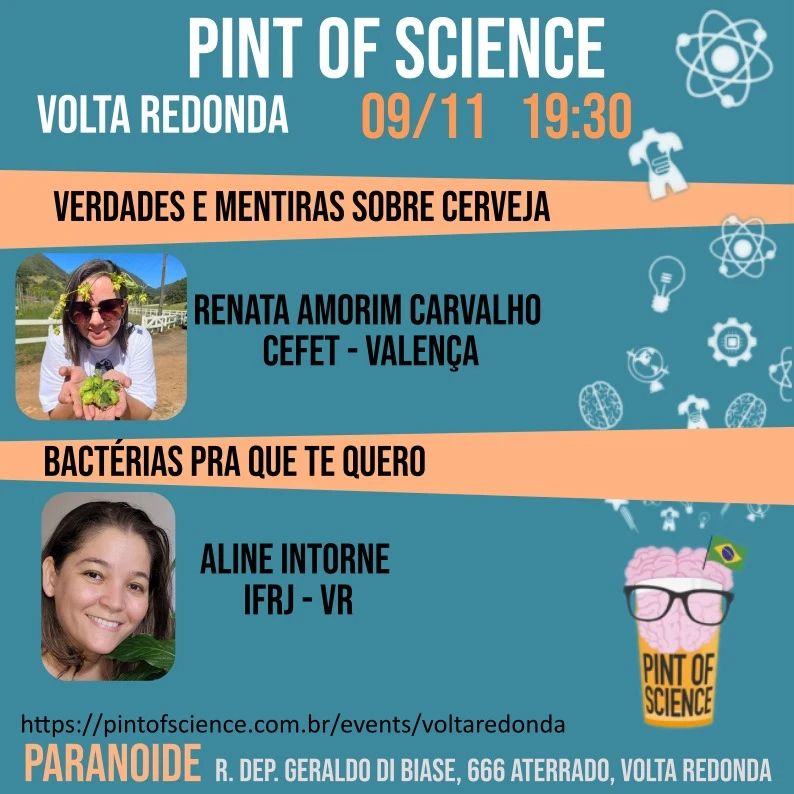 PINT OF SCIENCE
VOLTA REDONDA 09/11 19:30
VERDADES E MENTIRAS SOBRE CERVEJA
RENATA AMORIM CARVALHO
CEFET - VALENÇA
BACTÉRIAS PRA QUE TE QUERO
ALINE INTORNE
IFRJ - VR
PINT OF
SCIENCE
https://pintofscience.com.br/events/voltaredonda
PARANOIDE R. DEP. GERALDO DI BIASE, 666 ATERRADO, VOLTA REDONDA